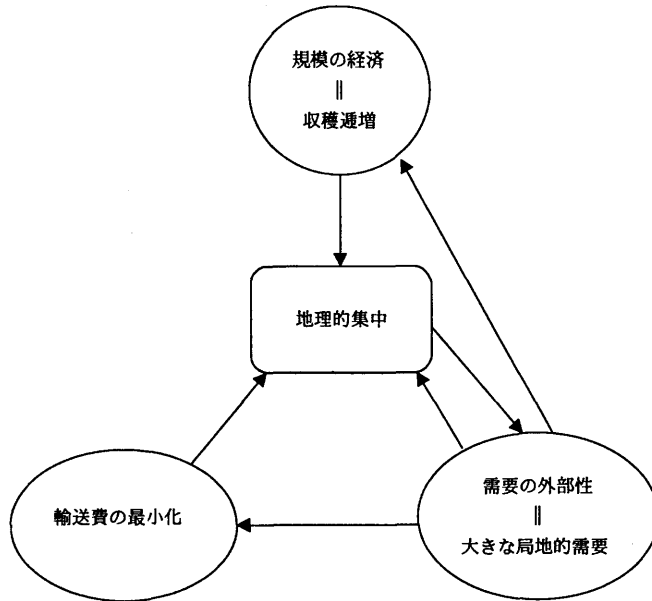 規模の経済
||
収穫逓増
地理的集中
輸送費の最小化
需要の外部性
||
大きな局地的需要